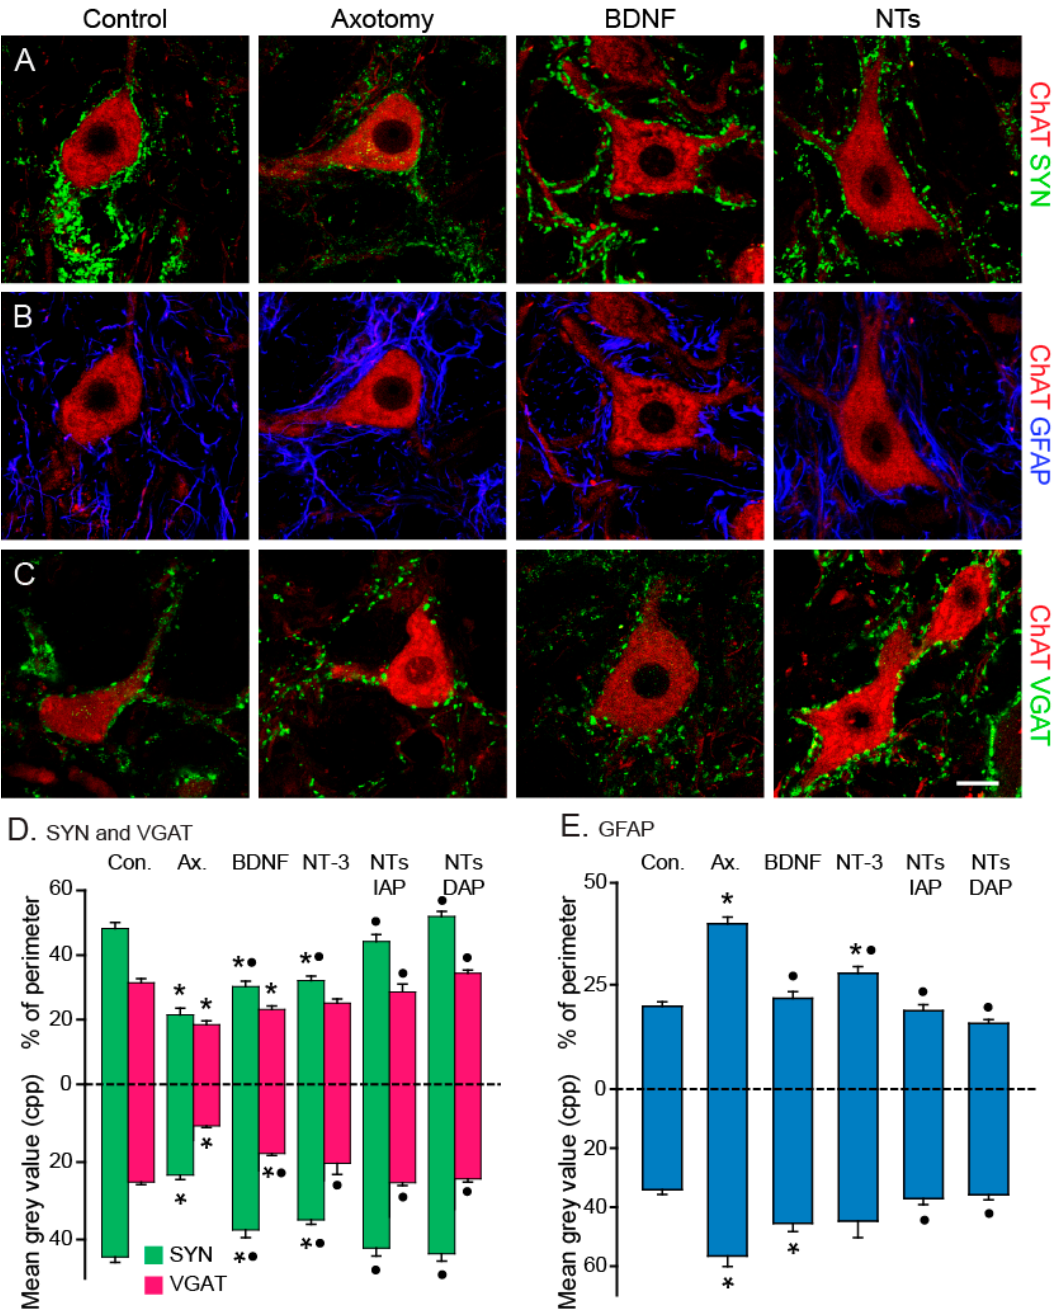 Control Axotomy BDNF NTs
A
ChAT SYN
B
ChAT GFAP
C
ChAT VGAT
D. SYN and VGAT
Con. Ax. BDNF NT-3 NTs NTs
IAP DAP
60
40
20
0
20
40
% of perimeter
Mean grey value (cpp)
* * * • * * • • • • •
* * * • * • * • • • • • •
SYN
VGAT
E. GFAP
Con. Ax. BDNF NT-3 NTs NTs
IAP DAP
50
25
0
20
40
60
% of perimeter
Mean grey value (cpp)
* • * • • •
* * • •